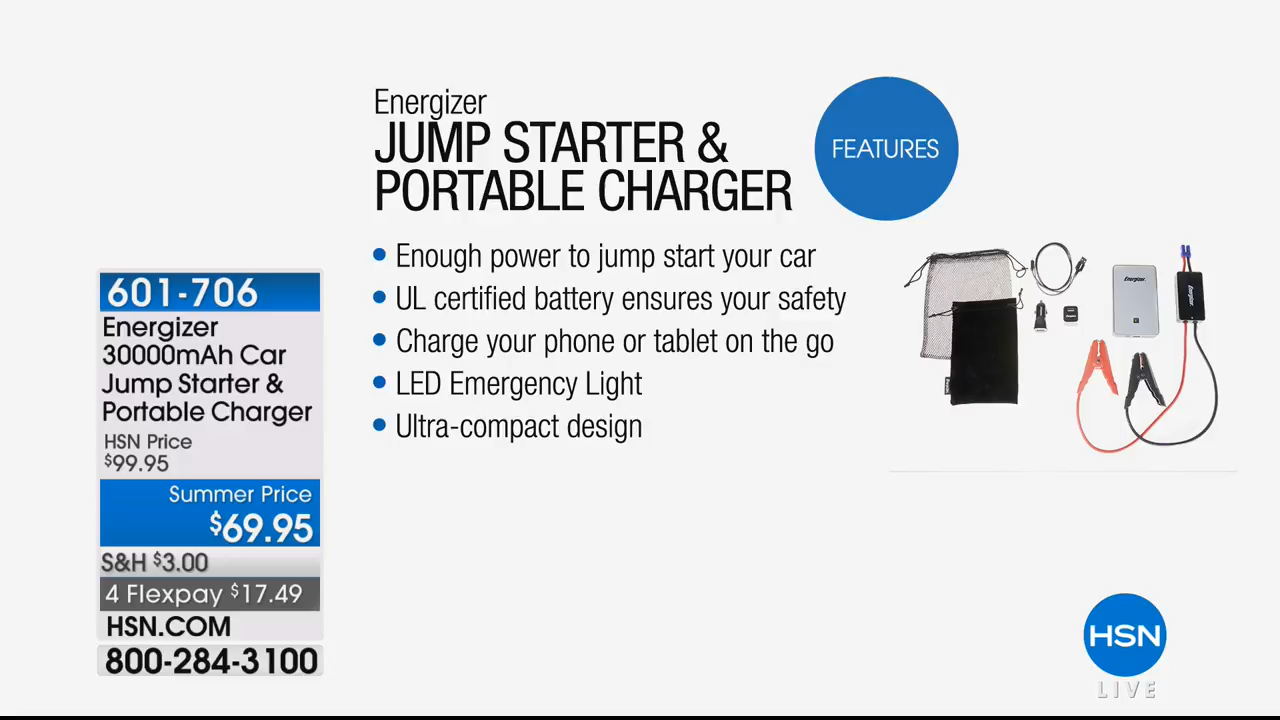 Energizer
JUMP STARTER &
PORTABLE CHARGER
FEATURES
• Enough power to jump start your car
• UL certified battery ensures your safety
• Charge your phone or tablet on the go
• LED Emergency Light
• Ultra-compact design
601-706
Energizer
30000mAh Car
Jump Starter &
Portable Charger
HSN Price
$99.95
Summer Price
$69.95
S&H $3.00
4 Flexpay $17.49
HSN.COM
800-284-3100
Energizer
Energizer
HSN
LIVE